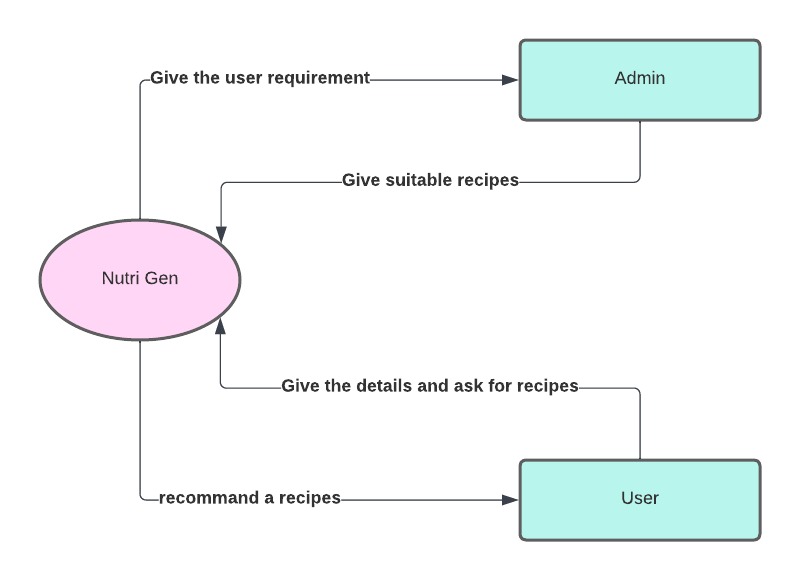 Give the user requirement
Admin
Give suitable recipes
Nutri Gen
Give the details and ask for recipes
recommand a recipes
User